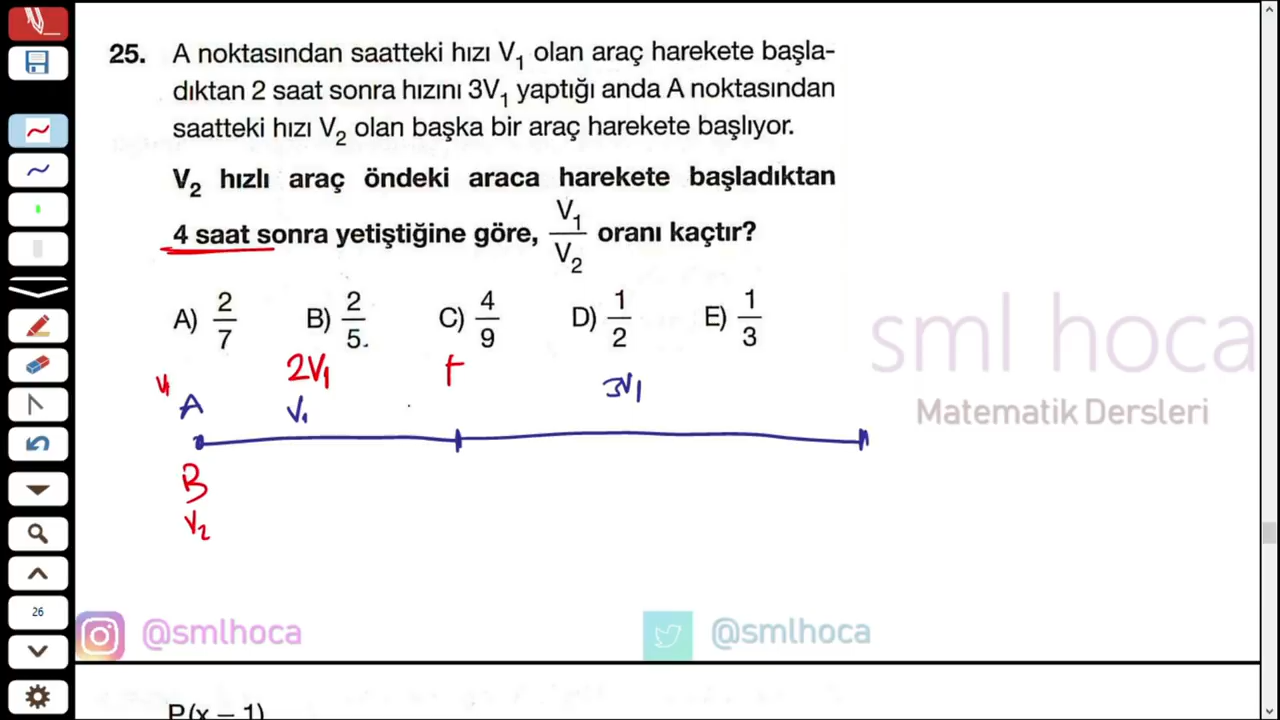 25. A noktasından saatteki hızı V₁ olan araç harekete başla-
dıktan 2 saat sonra hızını 3V₁ yaptığı anda A noktasından
saatteki hızı V₂ olan başka bir araç harekete başlıyor.
V₂ hızlı araç öndeki araca harekete başladıktan
4 saat sonra yetiştiğine göre, V₁/V₂ oranı kaçtır?
A) 2/7 B) 2/5 C) 4/9 D) 1/2 E) 1/3
sml hoca
Matematik Dersleri
2V₁ + 3V₁
V₁ A V₁
B
V₂
26
@smlhoca @smlhoca
P(x – 1)